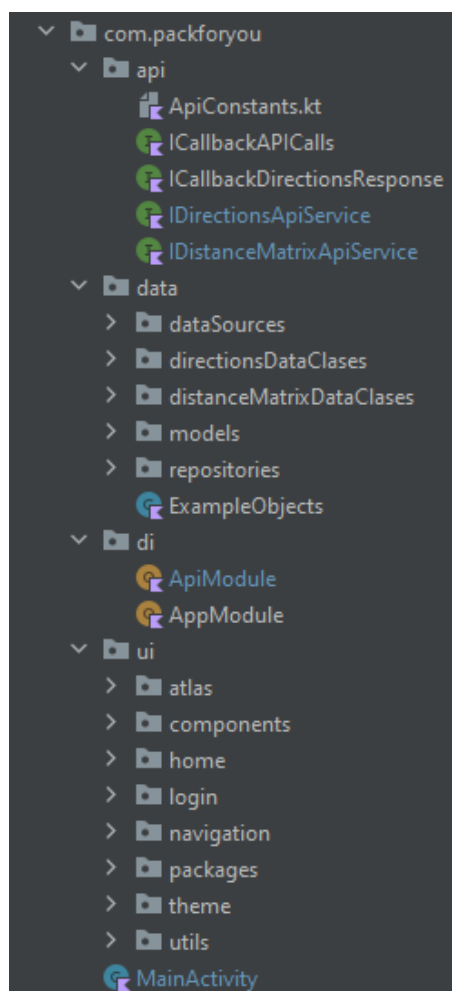 com.packforyou
api
ApiConstants.kt
ICallbackAPICalls
ICallbackDirectionsResponse
IDirectionsApiService
IDistanceMatrixApiService
data
dataSources
directionsDataClases
distanceMatrixDataClases
models
repositories
ExampleObjects
di
ApiModule
AppModule
ui
atlas
components
home
login
navigation
packages
theme
utils
MainActivity